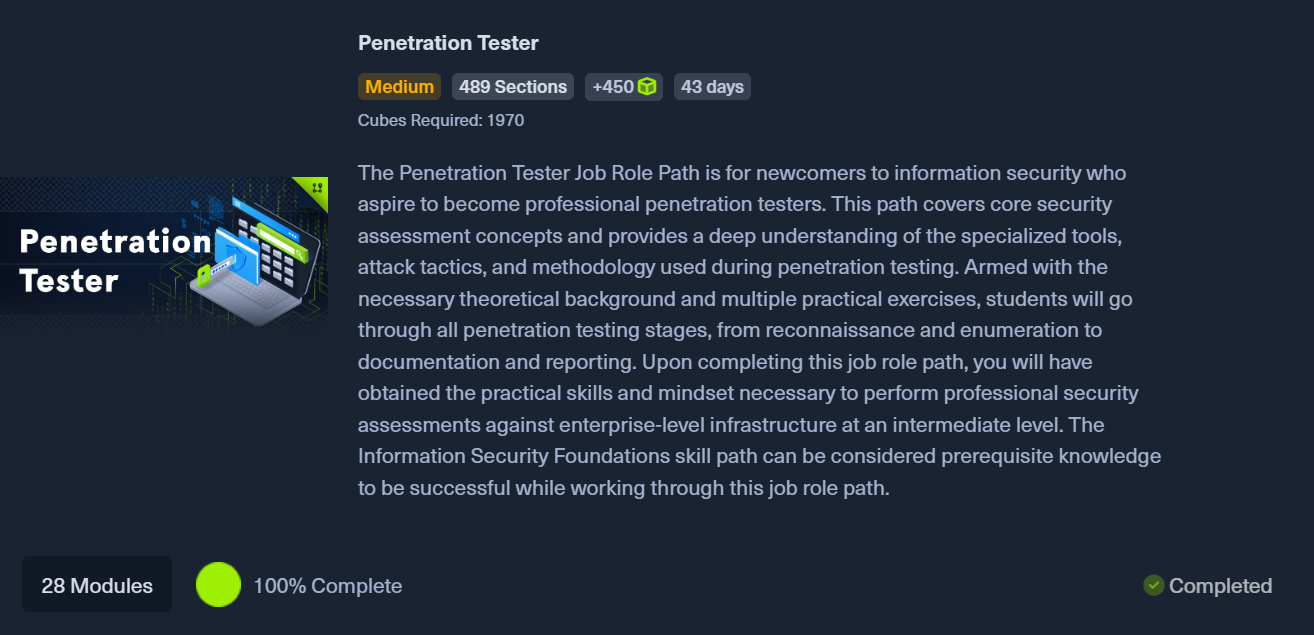 Penetration Tester
Medium 489 Sections +450 43 days
Cubes Required: 1970
Penetration
Tester
The Penetration Tester Job Role Path is for newcomers to information security who
aspire to become professional penetration testers. This path covers core security
assessment concepts and provides a deep understanding of the specialized tools,
attack tactics, and methodology used during penetration testing. Armed with the
necessary theoretical background and multiple practical exercises, students will go
through all penetration testing stages, from reconnaissance and enumeration to
documentation and reporting. Upon completing this job role path, you will have
obtained the practical skills and mindset necessary to perform professional security
assessments against enterprise-level infrastructure at an intermediate level. The
Information Security Foundations skill path can be considered prerequisite knowledge
to be successful while working through this job role path.
28 Modules 100% Complete Completed